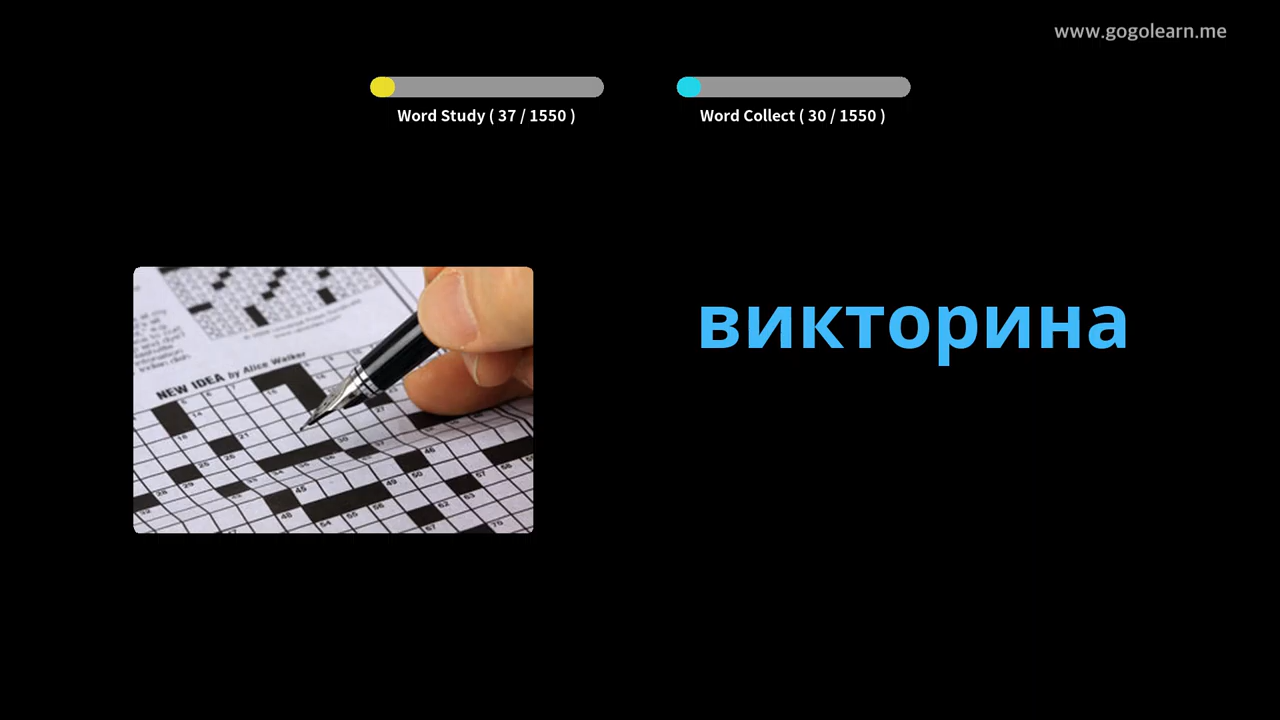 www.gogolearn.me
Word Study ( 37 / 1550 )
Word Collect ( 30 / 1550 )
викторина
NEW IDEA by Alice Walker